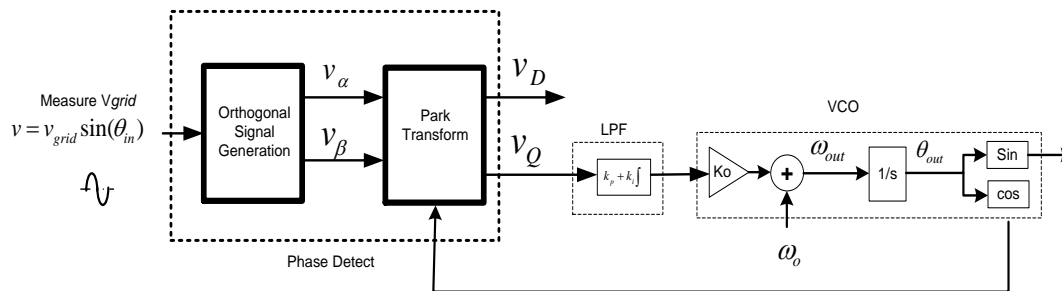 Measure Vgrid
v = v_grid sin(θ_in)
Orthogonal
Signal
Generation
v_α
v_β
Park
Transform
v_D
v_Q
Phase Detect
LPF
k_p + k_i∫
VCO
Ko
+
ω_o
ω_out
1/s
θ_out
Sin
cos